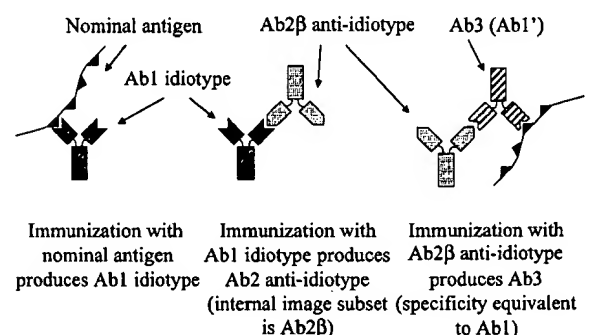 Nominal antigen
Ab2β anti-idiotype
Ab3 (Ab1’)
Ab1 idiotype
Immunization with
nominal antigen
produces Ab1 idiotype
Immunization with
Ab1 idiotype produces
Ab2 anti-idiotype
(internal image subset
is Ab2β)
Immunization with
Ab2β anti-idiotype
produces Ab3
(specificity equivalent
to Ab1)